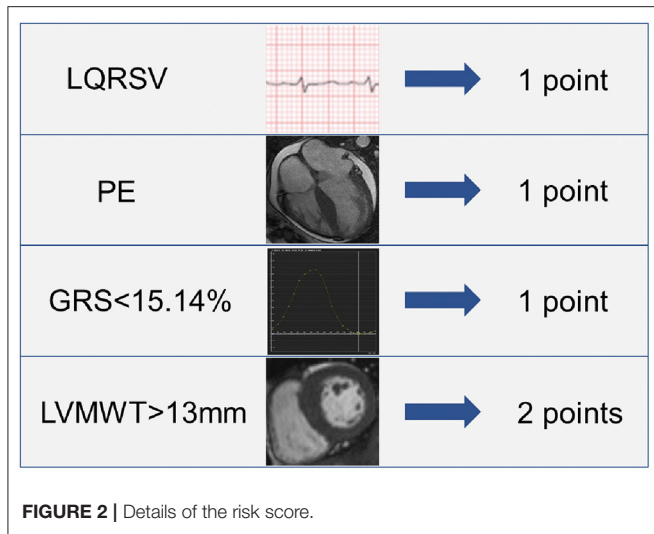 LQRSV 1 point
PE 1 point
GRS<15.14% 1 point
LVMWT>13mm 2 points
FIGURE 2 | Details of the risk score.